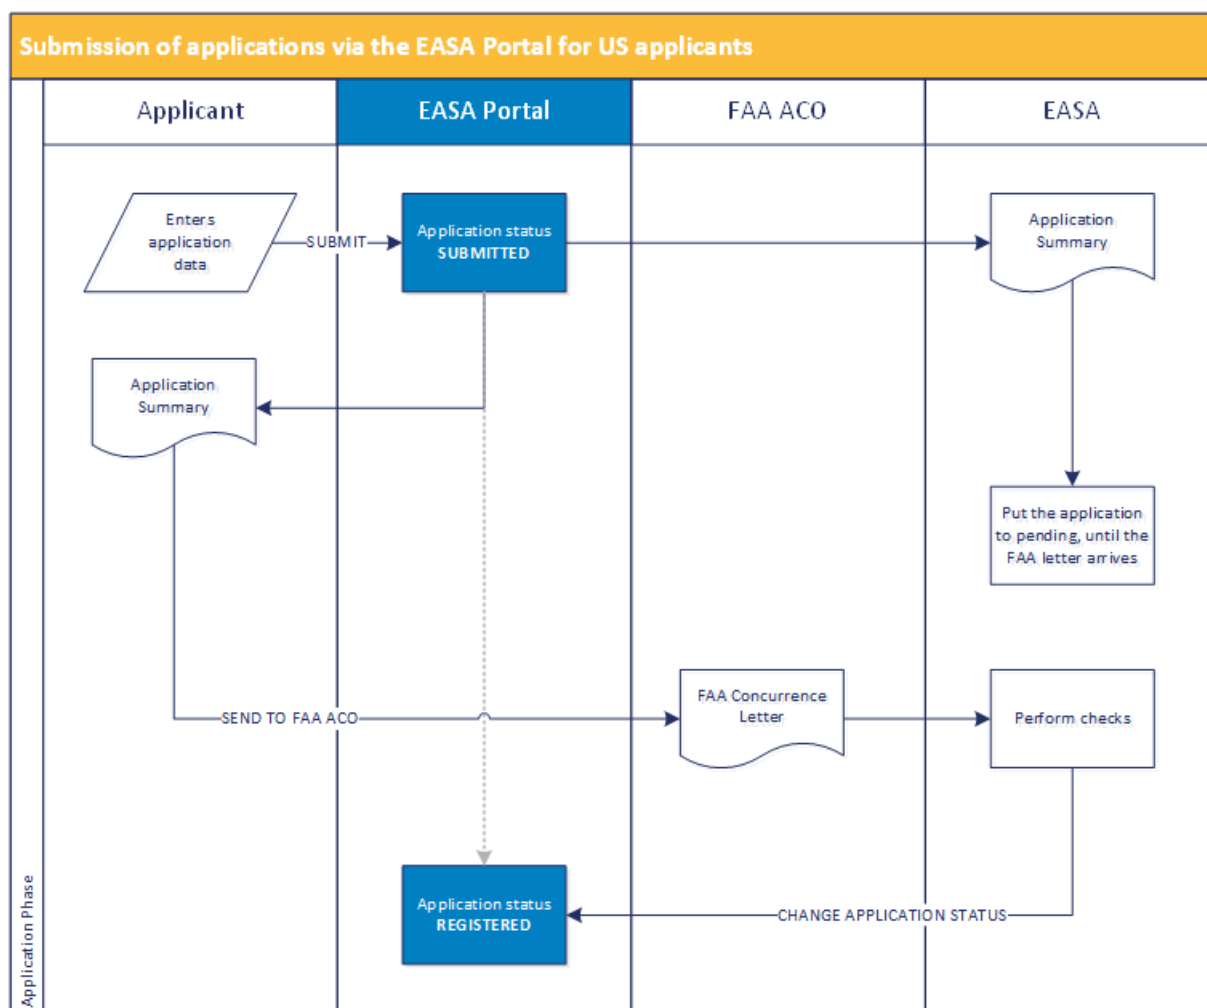 Submission of applications via the EASA Portal for US applicants
Applicant
EASA Portal
FAA ACO
EASA
Enters
application
data
SUBMIT
Application status
SUBMITTED
Application
Summary
Application
Summary
Put the application
to pending, until the
FAA letter arrives
SEND TO FAA ACO
FAA Concurrence
Letter
Perform checks
Application status
REGISTERED
CHANGE APPLICATION STATUS
Application Phase